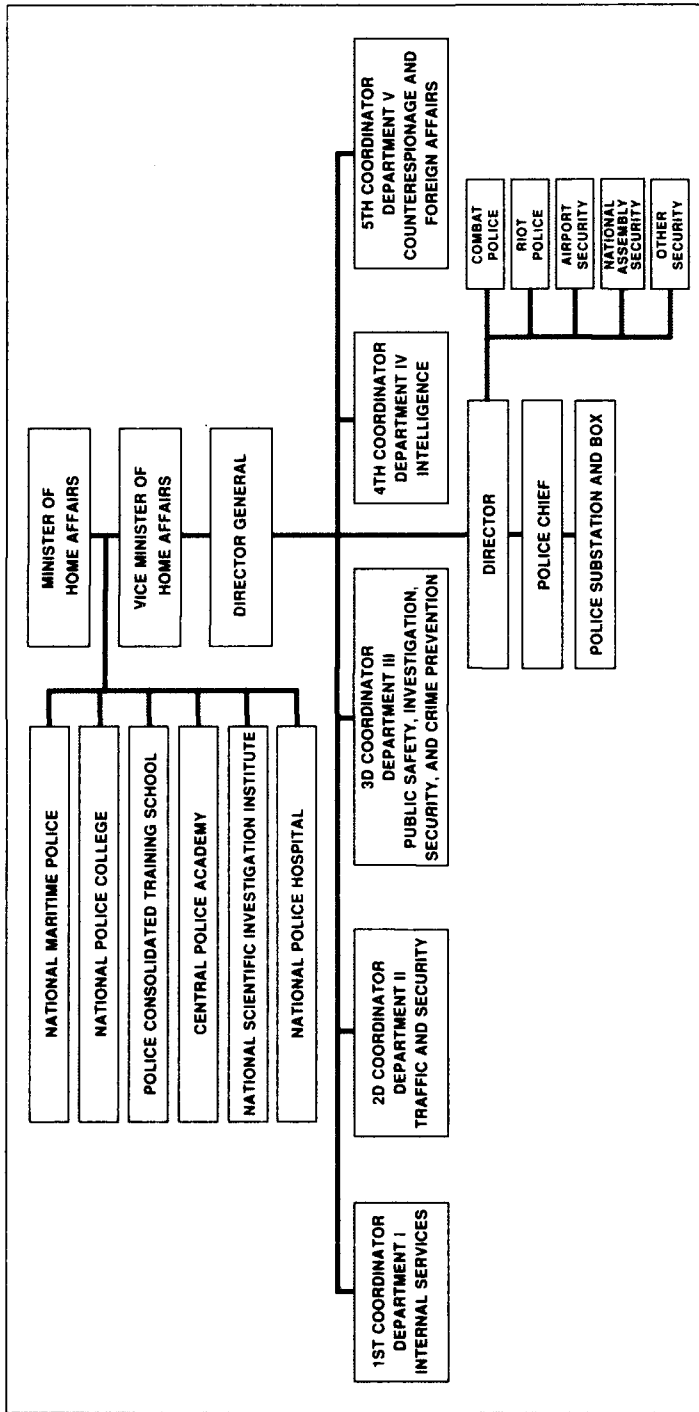 MINISTER OF
HOME AFFAIRS
VICE MINISTER OF
HOME AFFAIRS
DIRECTOR GENERAL
NATIONAL MARITIME POLICE
NATIONAL POLICE COLLEGE
POLICE CONSOLIDATED TRAINING SCHOOL
CENTRAL POLICE ACADEMY
NATIONAL SCIENTIFIC INVESTIGATION INSTITUTE
NATIONAL POLICE HOSPITAL
1ST COORDINATOR
DEPARTMENT I
INTERNAL SERVICES
2D COORDINATOR
DEPARTMENT II
TRAFFIC AND SECURITY
3D COORDINATOR
DEPARTMENT III
PUBLIC SAFETY, INVESTIGATION,
SECURITY, AND CRIME PREVENTION
4TH COORDINATOR
DEPARTMENT IV
INTELLIGENCE
5TH COORDINATOR
DEPARTMENT V
COUNTERESPIONAGE AND
FOREIGN AFFAIRS
DIRECTOR
POLICE CHIEF
POLICE SUBSTATION AND BOX
COMBAT
POLICE
RIOT
POLICE
AIRPORT
SECURITY
NATIONAL
ASSEMBLY
SECURITY
OTHER
SECURITY